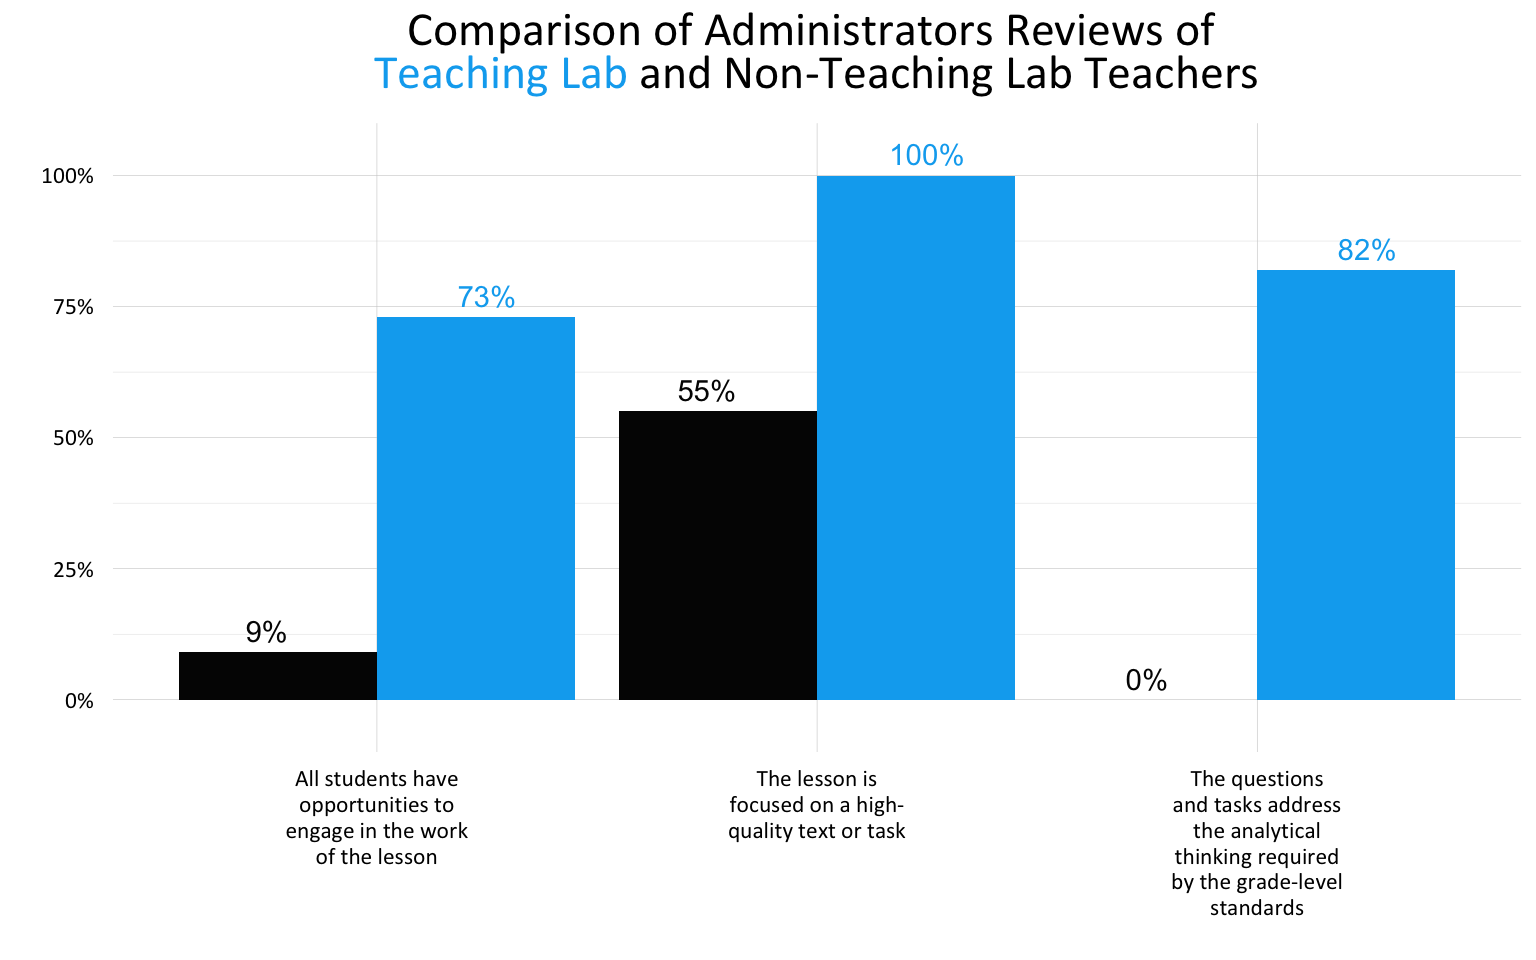 Comparison of Administrators Reviews of
Teaching Lab and Non-Teaching Lab Teachers
100%
75%
50%
25%
0%
9%
73%
55%
100%
0%
82%
All students have
opportunities to
engage in the work
of the lesson
The lesson is
focused on a high-
quality text or task
The questions
and tasks address
the analytical
thinking required
by the grade-level
standards